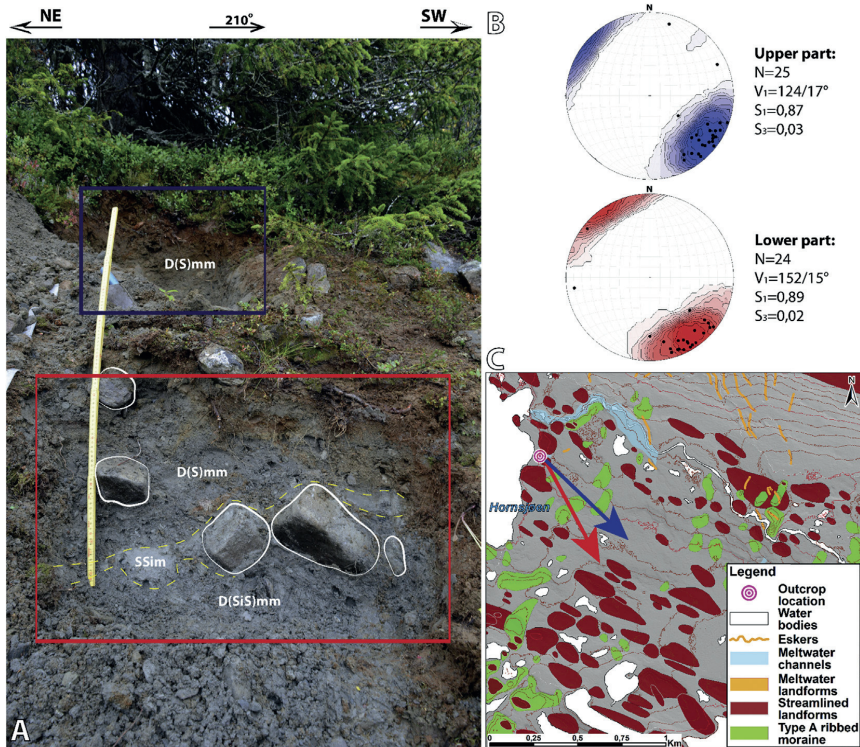 NE
210°
SW
D(S)mm
D(S)mm
SSim
D(SiS)mm
A
B
N
Upper part:
N=25
V1=124/17°
S1=0,87
S3=0,03
N
Lower part:
N=24
V1=152/15°
S1=0,89
S3=0,02
C
N
Hornsjøen
Legend
Outcrop
location
Water
bodies
Eskers
Meltwater
channels
Meltwater
landforms
Streamlined
landforms
Type A ribbed
moraine
0
0,25
0,5
1
Km